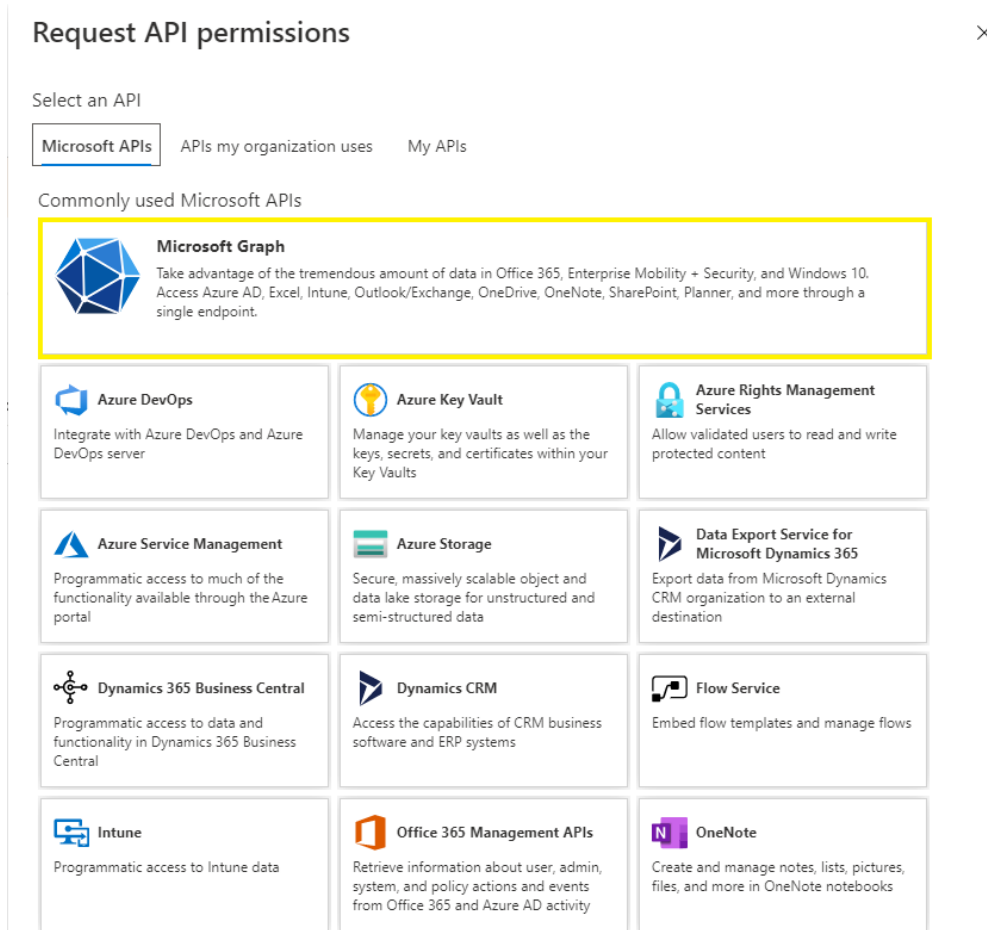 Request API permissions
Select an API
Microsoft APIs
APIs my organization uses
My APIs
Commonly used Microsoft APIs
Microsoft Graph
Take advantage of the tremendous amount of data in Office 365, Enterprise Mobility + Security, and Windows 10.
Access Azure AD, Excel, Intune, Outlook/Exchange, OneDrive, OneNote, SharePoint, Planner, and more through a
single endpoint.
Azure DevOps
Integrate with Azure DevOps and Azure
DevOps server
Azure Key Vault
Manage your key vaults as well as the
keys, secrets, and certificates within your
Key Vaults
Azure Rights Management
Services
Allow validated users to read and write
protected content
Azure Service Management
Programmatic access to much of the
functionality available through the Azure
portal
Azure Storage
Secure, massively scalable object and
data lake storage for unstructured and
semi-structured data
Data Export Service for
Microsoft Dynamics 365
Export data from Microsoft Dynamics
CRM organization to an external
destination
Dynamics 365 Business Central
Programmatic access to data and
functionality in Dynamics 365 Business
Central
Dynamics CRM
Access the capabilities of CRM business
software and ERP systems
Flow Service
Embed flow templates and manage flows
Intune
Programmatic access to Intune data
Office 365 Management APIs
Retrieve information about user, admin,
system, and policy actions and events
from Office 365 and Azure AD activity
N
OneNote
Create and manage notes, lists, pictures,
files, and more in OneNote notebooks